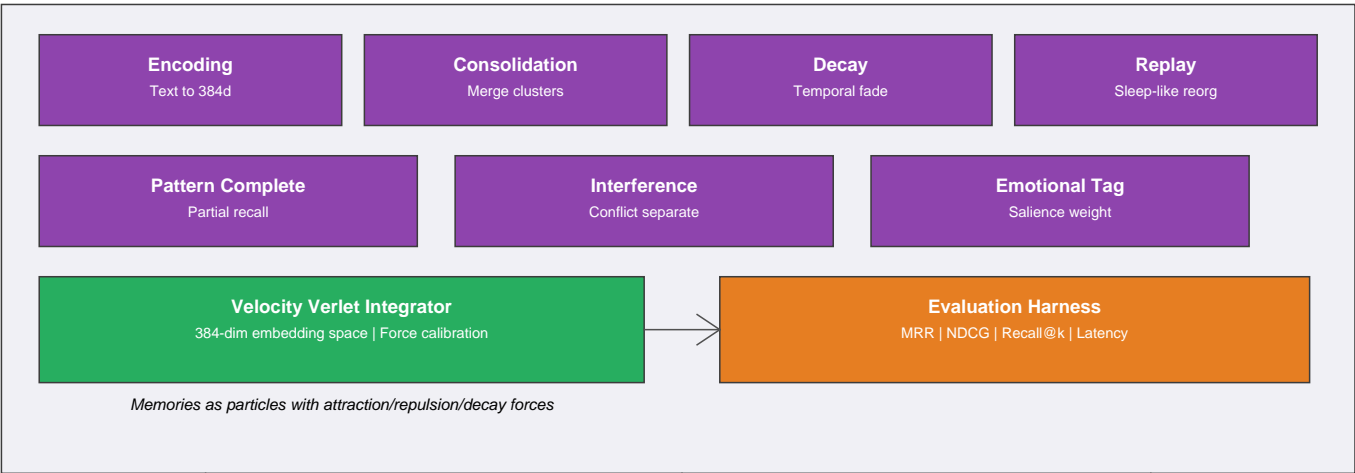 Encoding
Text to 384d
Consolidation
Merge clusters
Decay
Temporal fade
Replay
Sleep-like reorg
Pattern Complete
Partial recall
Interference
Conflict separate
Emotional Tag
Salience weight
Velocity Verlet Integrator
384-dim embedding space | Force calibration
Evaluation Harness
MRR | NDCG | Recall@k | Latency
Memories as particles with attraction/repulsion/decay forces